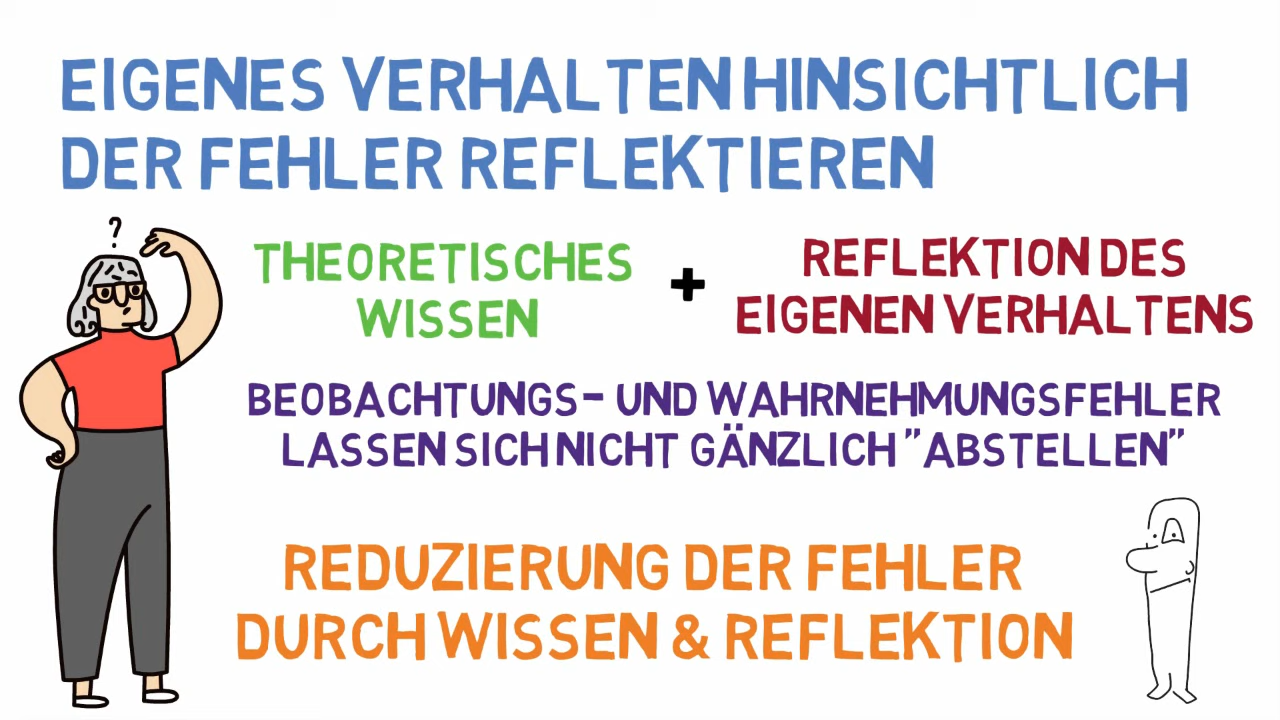 EIGENES VERHALTEN HINSICHTLICH
DER FEHLER REFLEKTIEREN
?
THEORETISCHES
WISSEN
+
REFLEKTION DES
EIGENEN VERHALTENS
BEOBACHTUNGS- UND WAHRNEHMUNGSFEHLER
LASSEN SICH NICHT GÄNZLICH "ABSTELLEN"
REDUZIERUNG DER FEHLER
DURCH WISSEN & REFLEKTION